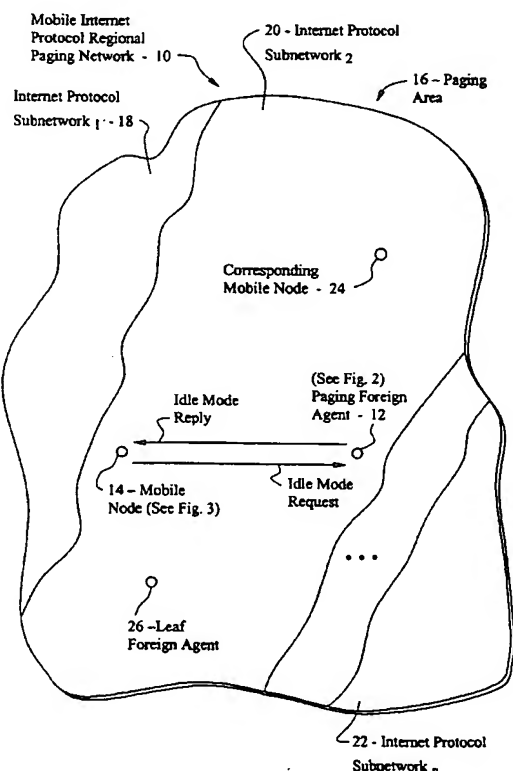 Mobile Internet
Protocol Regional
Paging Network - 10
20 - Internet Protocol
Subnetwork 2
16 - Paging
Area
Internet Protocol
Subnetwork 1 - 18
Corresponding
Mobile Node - 24
(See Fig. 2)
Paging Foreign
Agent - 12
Idle Mode
Reply
14 - Mobile
Node (See Fig. 3)
Idle Mode
Request
...
26 -Leaf
Foreign Agent
22 - Internet Protocol
Subnetwork n